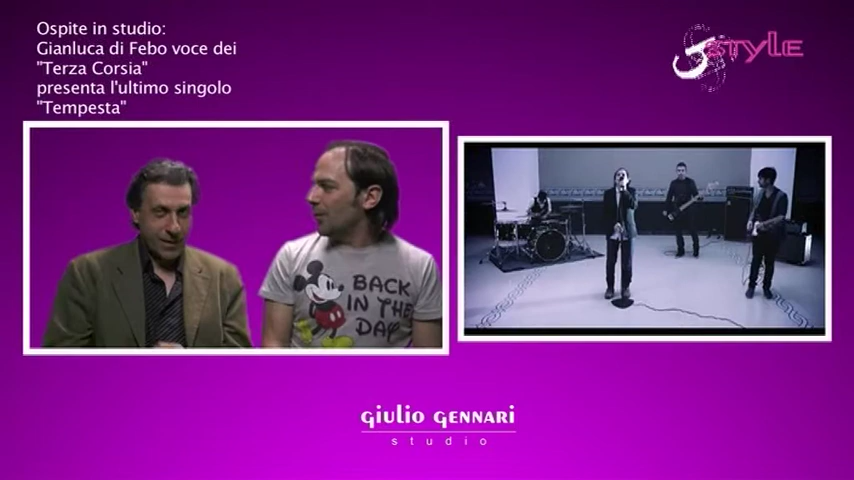 Ospite in studio:
Gianluca di Febo voce dei
"Terza Corsia"
presenta l'ultimo singolo
"Tempesta"
STYLE
BACK
IN THE
DAY
giulio GENNARI
studio